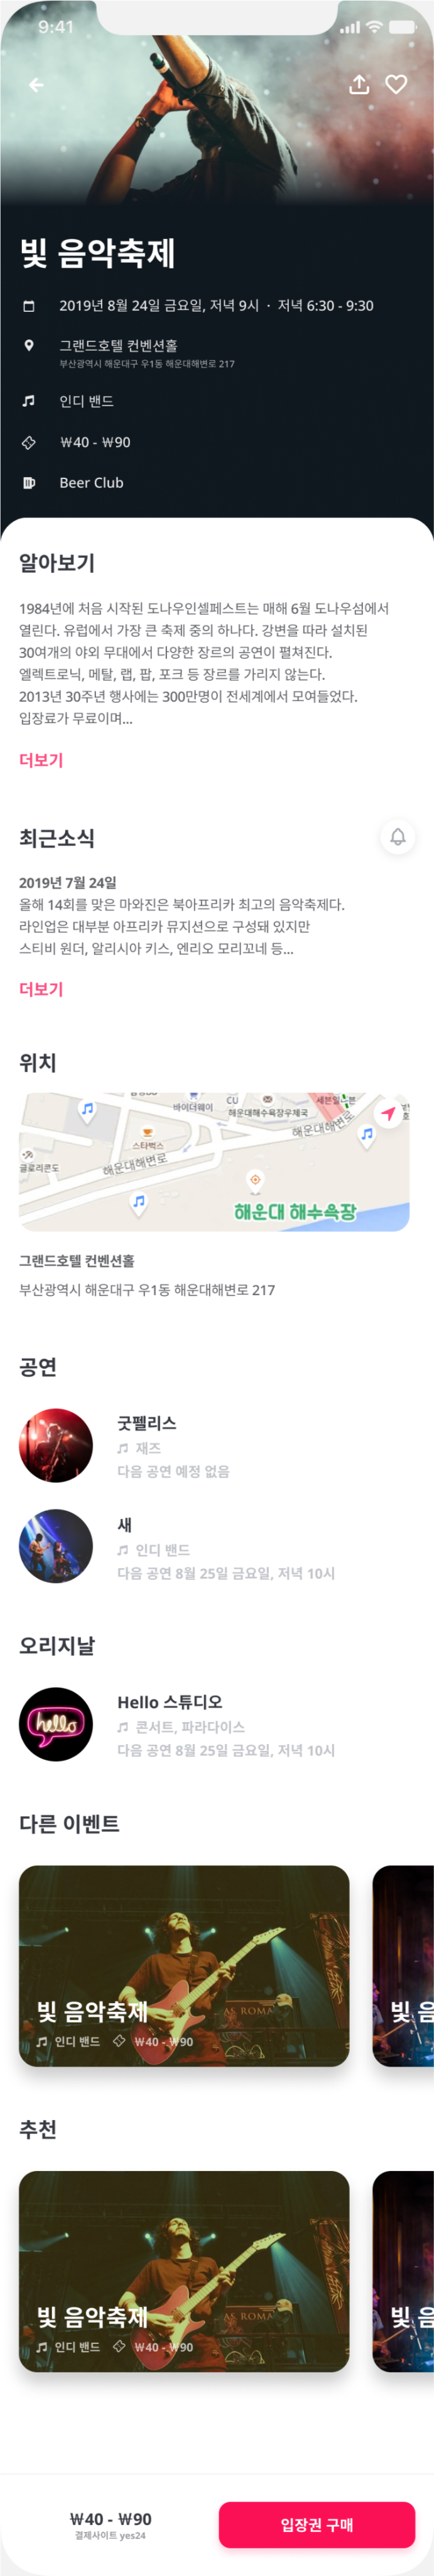 9:41
빛 음악축제
2019년 8월 24일 금요일, 저녁 9시 · 저녁 6:30 - 9:30
그랜드호텔 컨벤션홀
부산광역시 해운대구 우1동 해운대해변로 217
인디 밴드
₩40 - ₩90
Beer Club
알아보기
1984년에 처음 시작된 도나우인셀페스트는 매해 6월 도나우섬에서
열린다. 유럽에서 가장 큰 축제 중의 하나다. 강변을 따라 설치된
30여개의 야외 무대에서 다양한 장르의 공연이 펼쳐진다.
엘렉트로닉, 메탈, 랩, 팝, 포크 등 장르를 가리지 않는다.
2013년 30주년 행사에는 300만명이 전세계에서 모여들었다.
입장료가 무료이며...
더보기
최근소식
2019년 7월 24일
올해 14회를 맞은 마와진은 북아프리카 최고의 음악축제다.
라인업은 대부분 아프리카 뮤지션으로 구성돼 있지만
스티비 원더, 알리시아 키스, 엔리오 모리꼬네 등...
더보기
위치
바이더웨이
CU
해운대해수욕장우체국
스타벅스
해운대해변로
해운대해변로
글로리콘도
해운대 해수욕장
그랜드호텔 컨벤션홀
부산광역시 해운대구 우1동 해운대해변로 217
공연
굿펠리스
재즈
다음 공연 예정 없음
새
인디 밴드
다음 공연 8월 25일 금요일, 저녁 10시
오리지날
hello
Hello 스튜디오
콘서트, 파라다이스
다음 공연 8월 25일 금요일, 저녁 10시
다른 이벤트
AS ROMA
빛 음악축제
빛 음
인디 밴드 ₩40 - ₩90
추천
AS ROMA
빛 음악축제
빛 음
인디 밴드 ₩40 - ₩90
₩40 - ₩90
결제사이트 yes24
입장권 구매